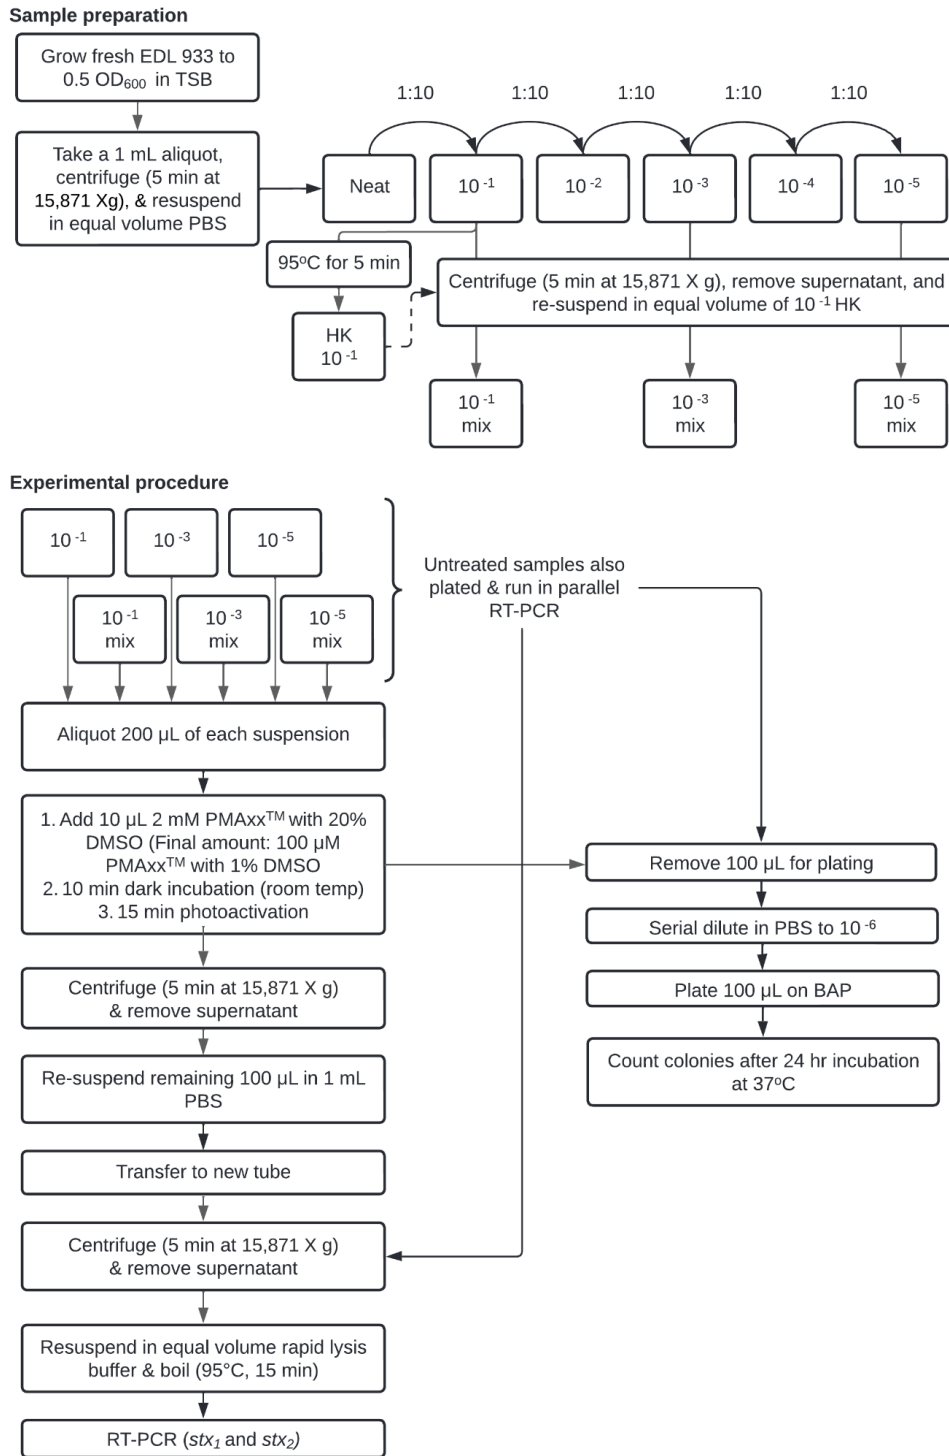 Sample preparation
Grow fresh EDL 933 to
0.5 OD₆₀₀ in TSB
Take a 1 mL aliquot,
centrifuge (5 min at
15,871 Xg), & resuspend
in equal volume PBS
1:10 1:10 1:10 1:10 1:10
Neat 10⁻¹ 10⁻² 10⁻³ 10⁻⁴ 10⁻⁵
95ºC for 5 min
HK
10⁻¹
Centrifuge (5 min at 15,871 X g), remove supernatant, and
re-suspend in equal volume of 10⁻¹ HK
10⁻¹
mix
10⁻³
mix
10⁻⁵
mix
Experimental procedure
10⁻¹ 10⁻³ 10⁻⁵
10⁻¹
mix
10⁻³
mix
10⁻⁵
mix
Untreated samples also
plated & run in parallel
RT-PCR
Aliquot 200 µL of each suspension
1. Add 10 µL 2 mM PMAxx™ with 20%
DMSO (Final amount: 100 µM
PMAxx™ with 1% DMSO
2. 10 min dark incubation (room temp)
3. 15 min photoactivation
Centrifuge (5 min at 15,871 X g)
& remove supernatant
Re-suspend remaining 100 µL in 1 mL
PBS
Transfer to new tube
Centrifuge (5 min at 15,871 X g)
& remove supernatant
Resuspend in equal volume rapid lysis
buffer & boil (95°C, 15 min)
RT-PCR (stx₁ and stx₂)
Remove 100 µL for plating
Serial dilute in PBS to 10⁻⁶
Plate 100 µL on BAP
Count colonies after 24 hr incubation
at 37ºC